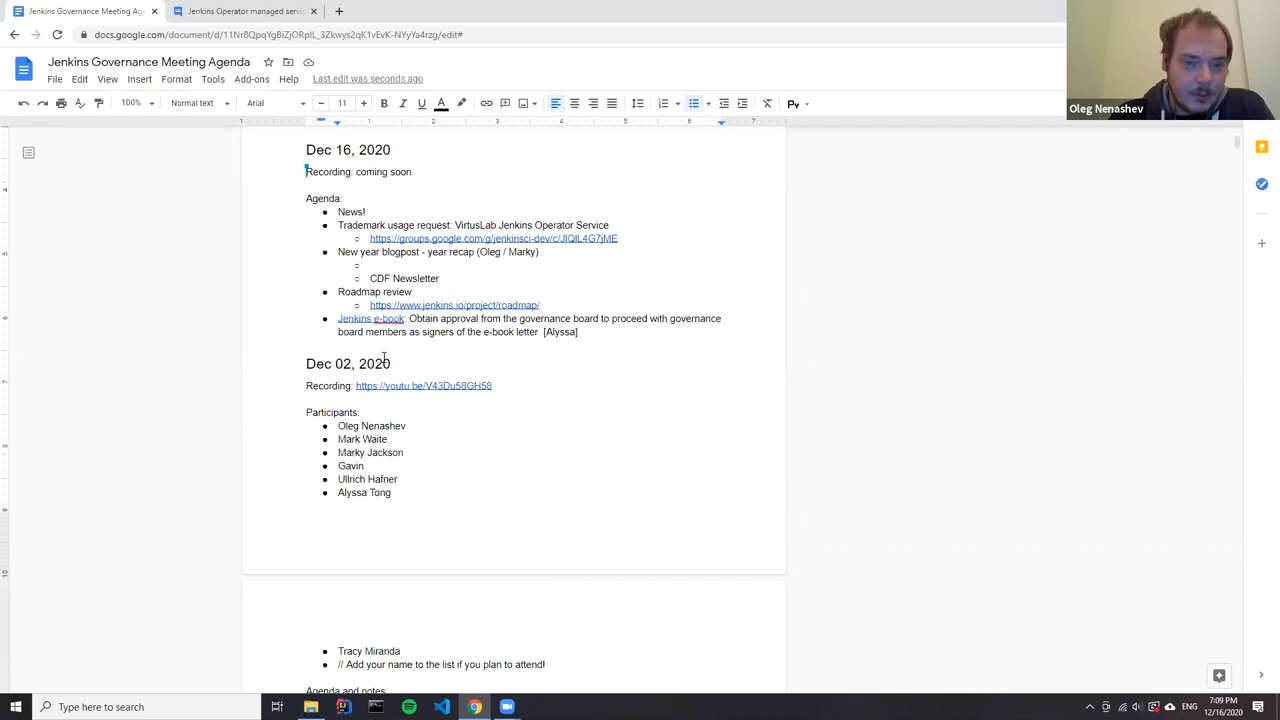 Jenkins Governance Meeting Age
Jenkins Operator managed servic
docs.google.com/document/d/11Nr8QpqYgBiZjORpIL_3Zkwys2qK1vEvK-NYyYa4rzg/edit#
Jenkins Governance Meeting Agenda
File Edit View Insert Format Tools Add-ons Help Last edit was seconds ago
100% Normal text Arial 11
Oleg Nenashev
Dec 16, 2020
Recording: coming soon
Agenda:
News!
Trademark usage request: VirtusLab Jenkins Operator Service
https://groups.google.com/g/jenkinsci-dev/c/JlQlL4G7jME
New year blogpost - year recap (Oleg / Marky)
CDF Newsletter
Roadmap review
https://www.jenkins.io/project/roadmap/
Jenkins e-book: Obtain approval from the governance board to proceed with governance
board members as signers of the e-book letter [Alyssa]
Dec 02, 2020
Recording: https://youtu.be/V43Du58GH58
Participants:
Oleg Nenashev
Mark Waite
Marky Jackson
Gavin
Ullrich Hafner
Alyssa Tong
Tracy Miranda
// Add your name to the list if you plan to attend!
Agenda and notes:
Type here to search
ENG
7:09 PM
12/16/2020